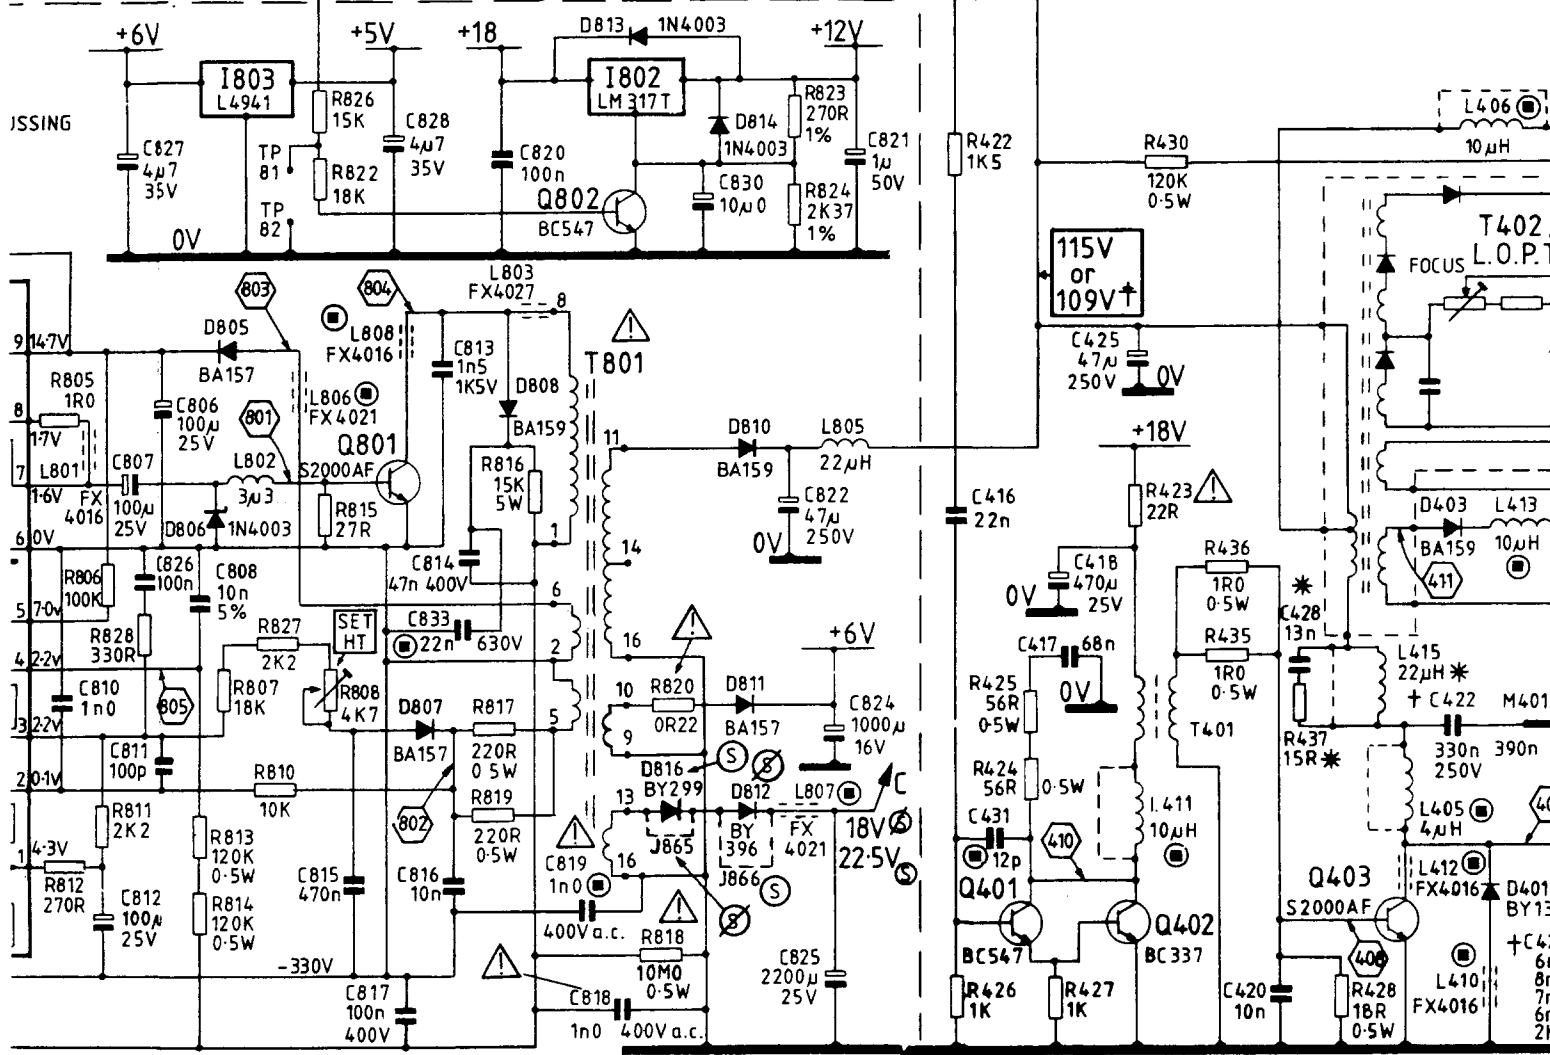 +6V
+5V
+18
D813
1N4003
+12V
I803
L4941
I802
LM317T
R826
15K
C828
4µ7
35V
R823
270R
1%
D814
1N4003
C821
1µ
50V
C827
4µ7
35V
TP
81
R822
18K
C820
100n
TP
82
Q802
BC547
C830
10µ0
R824
2K37
1%
0V
R422
1K5
R430
120K
0.5W
L406
10µH
115V
or
109V†
T402
FOCUS
803
804
L803
FX4027
8
D805
BA157
9
14·7V
L808
FX4016
C813
1n5
1K5V
T801
C425
47µ
250V
0V
R805
1R0
8
1·7V
L806
FX4021
D808
BA159
C806
100µ
25V
801
Q801
S2000AF
11
D810
BA159
L805
22µH
+18V
L801
FX
4016
7
1·6V
C807
100µ
25V
L802
3µ3
R816
15K
5W
C822
47µ
250V
0V
C416
22n
R423
22R
D403
BA159
L413
10µH
R815
27R
D806
1N4003
6
0V
1
C814
47n 400V
14
R806
100K
C826
100n
C808
10n
5%
6
C418
470µ
25V
0V
R436
1R0
0.5W
411
5
7·0V
R828
330R
R827
2K2
SET
HT
C833
22n
630V
2
16
+6V
C417
68n
0V
R435
1R0
0·5W
C428
13n
L415
22µH
4
2·2V
805
R807
18K
R808
4K7
C810
1n0
3
2·2V
D807
BA157
R817
220R
0.5W
5
10
R820
0R22
9
D811
BA157
C824
1000µ
16V
R425
56R
0.5W
T401
R437
15R
†
C422
330n
250V
M401
390n
C811
100p
2
0·1V
R810
10K
802
R819
220R
0.5W
D816
BY299
S
S
13
D812
BY
396
L807
FX
4021
C
18V
S
22·5V
S
R424
56R
0.5W
C431
12p
410
L411
10µH
L405
4µH
R811
2K2
R813
120K
0.5W
J865
J866
S
1
4·3V
R812
270R
C812
100µ
25V
R814
120K
0.5W
C815
470n
C816
10n
C819
1n0
16
400V a.c.
S
Q401
BC547
Q402
BC337
Q403
S2000AF
408
L412
FX4016
-330V
R818
10M0
0.5W
C825
2200µ
25V
L410
FX4016
C817
100n
400V
C818
1n0
400V a.c.
R426
1K
R427
1K
C420
10n
R428
18R
0.5W